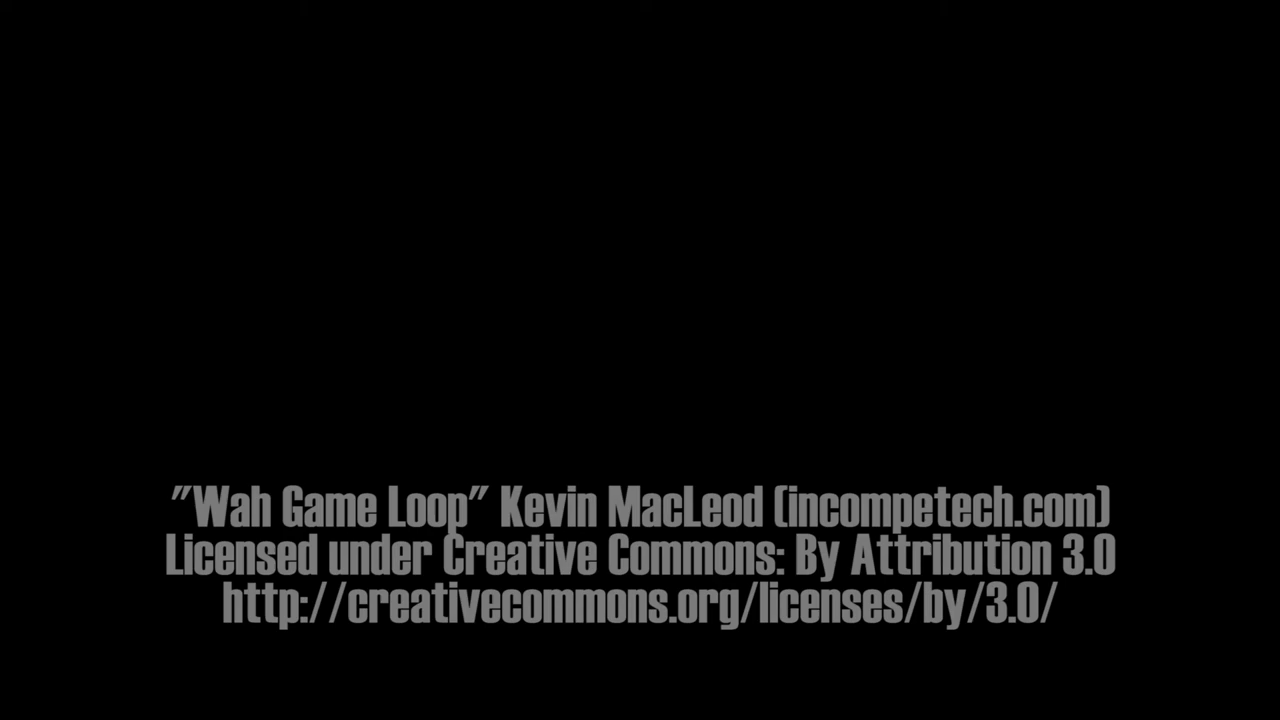 "Wah Game Loop" Kevin MacLeod (incompetech.com)
Licensed under Creative Commons: By Attribution 3.0
http://creativecommons.org/licenses/by/3.0/